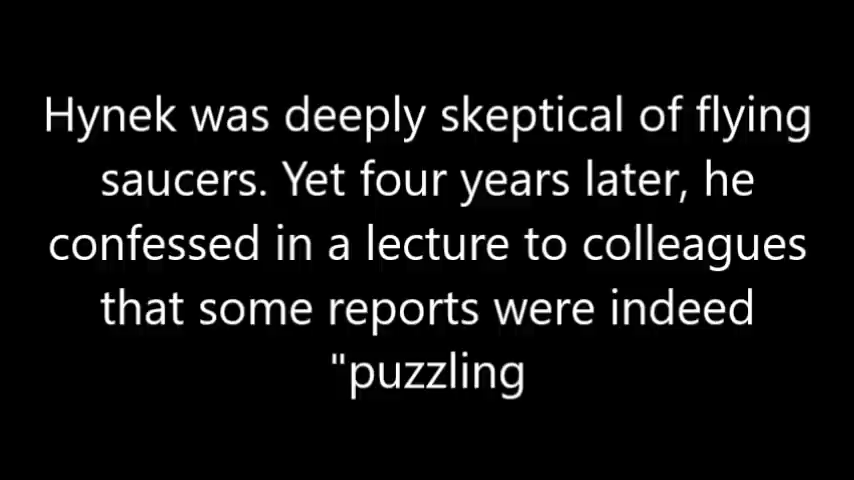 Hynek was deeply skeptical of flying
saucers. Yet four years later, he
confessed in a lecture to colleagues
that some reports were indeed
"puzzling